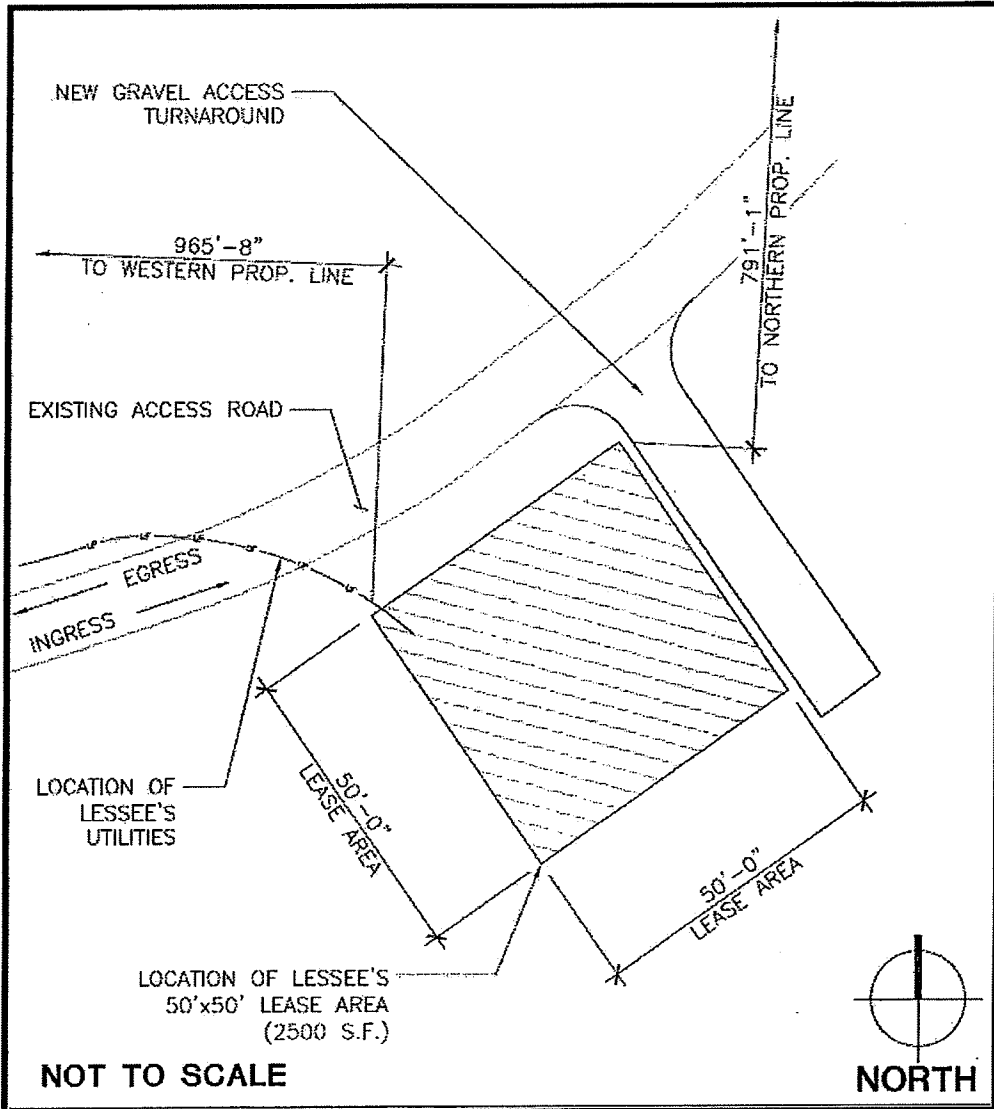 NEW GRAVEL ACCESS
TURNAROUND
791'-1"
TO NORTHERN PROP. LINE
965'-8"
TO WESTERN PROP. LINE
EXISTING ACCESS ROAD
EGRESS
INGRESS
LOCATION OF
LESSEE'S
UTILITIES
50'-0"
LEASE AREA
50'-0"
LEASE AREA
LOCATION OF LESSEE'S
50'x50' LEASE AREA
(2500 S.F.)
NOT TO SCALE
NORTH